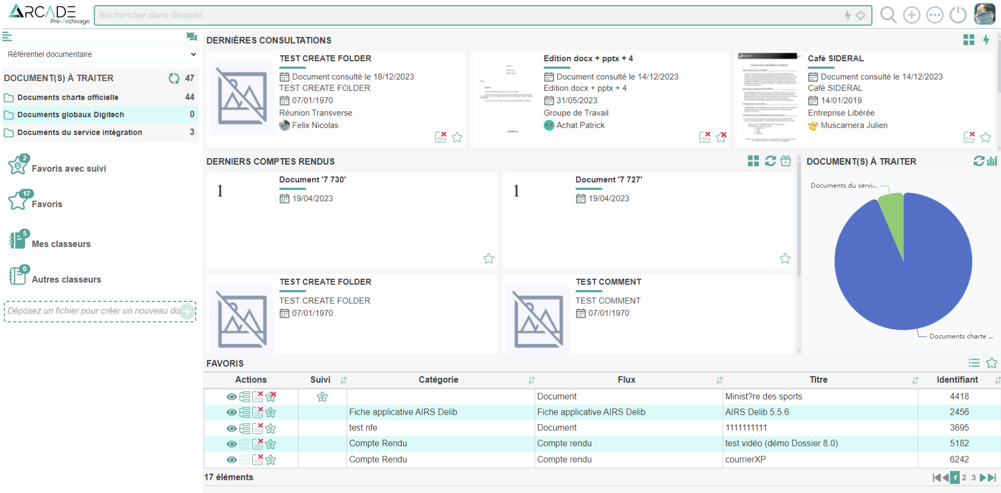 ARCADE
Pré-Archivage
Rechercher dans Dossier
Référentiel documentaire
DOCUMENT(S) À TRAITER 47
Documents charte officielle 44
Documents globaux Digitech 0
Documents du service intégration 3
2
Favoris avec suivi
17
Favoris
5
Mes classeurs
0
Autres classeurs
Déposez un fichier pour créer un nouveau do
DERNIÈRES CONSULTATIONS
TEST CREATE FOLDER
Document consulté le 18/12/2023
TEST CREATE FOLDER
07/01/1970
Réunion Transverse
Felix Nicolas
Edition docx + pptx + 4
Document consulté le 14/12/2023
Edition docx + pptx + 4
31/05/2023
Groupe de Travail
Achat Patrick
Café SIDERAL
Document consulté le 14/12/2023
Café SIDERAL
14/01/2019
Entreprise Libérée
Muscarnera Julien
DERNIERS COMPTES RENDUS
1
Document '7 730'
19/04/2023
1
Document '7 727'
19/04/2023
TEST CREATE FOLDER
TEST CREATE FOLDER
07/01/1970
TEST COMMENT
TEST COMMENT
07/01/1970
DOCUMENT(S) À TRAITER
Documents du servi...
Documents charte ...
FAVORIS
Actions Suivi Catégorie Flux Titre Identifiant
Document Minist?re des sports 4418
Fiche applicative AIRS Delib Fiche applicative AIRS Delib AIRS Delib 5.5.6 2456
test nfe Document 1111111111 3695
Compte Rendu Compte rendu test vidéo (démo Dossier 8.0) 5182
Compte Rendu Compte rendu courrierXP 6242
17 éléments 1 2 3